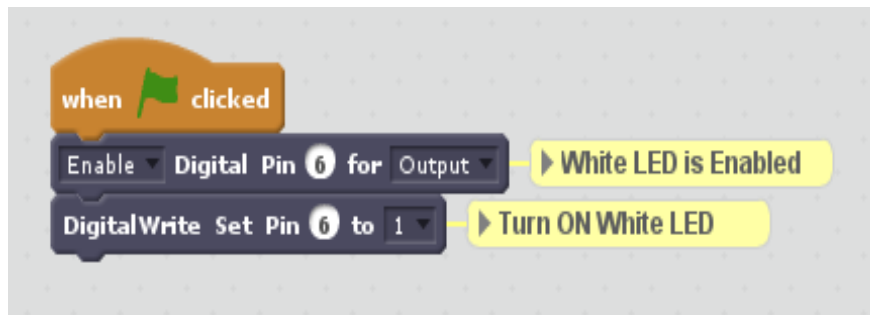 when clicked
Enable Digital Pin 6 for Output White LED is Enabled
DigitalWrite Set Pin 6 to 1 Turn ON White LED